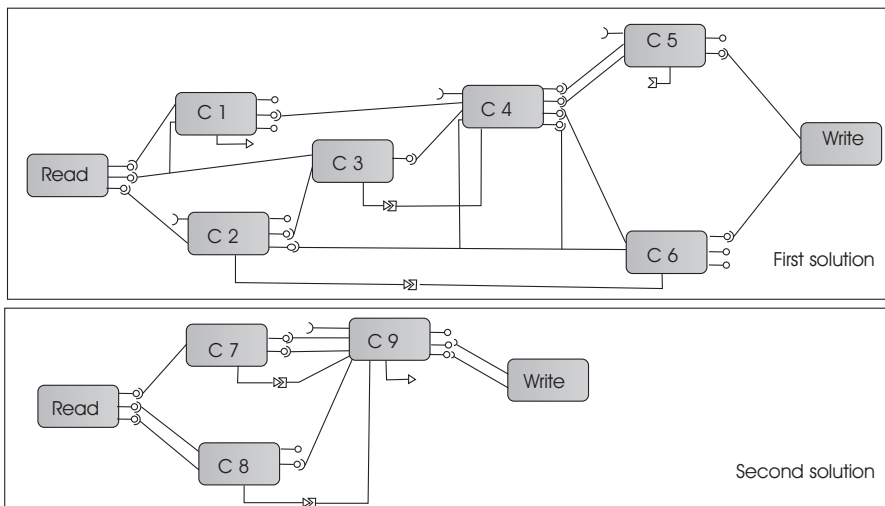 C 5
C 1
C 4
Write
C 3
Read
C 2
C 6
First solution
C 9
C 7
Write
Read
C 8
Second solution